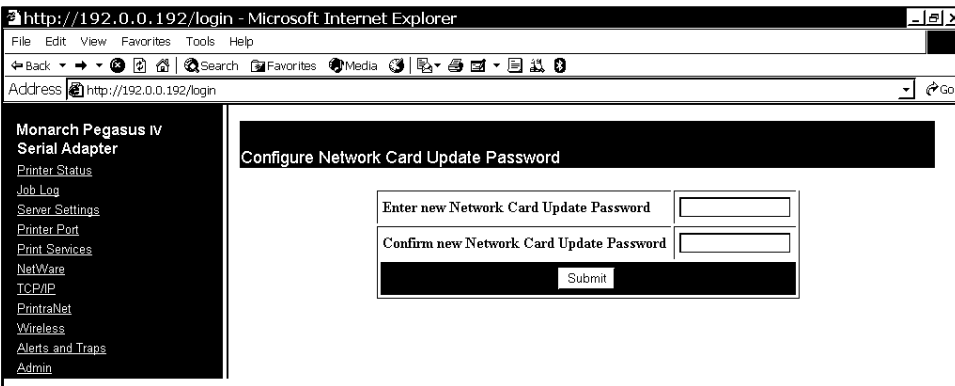 http://192.0.0.192/login - Microsoft Internet Explorer
File Edit View Favorites Tools Help
Back Search Favorites Media
Address http://192.0.0.192/login Go
Monarch Pegasus IV
Serial Adapter
Printer Status
Job Log
Server Settings
Printer Port
Print Services
NetWare
TCP/IP
PrintraNet
Wireless
Alerts and Traps
Admin
Configure Network Card Update Password
Enter new Network Card Update Password
Confirm new Network Card Update Password
Submit